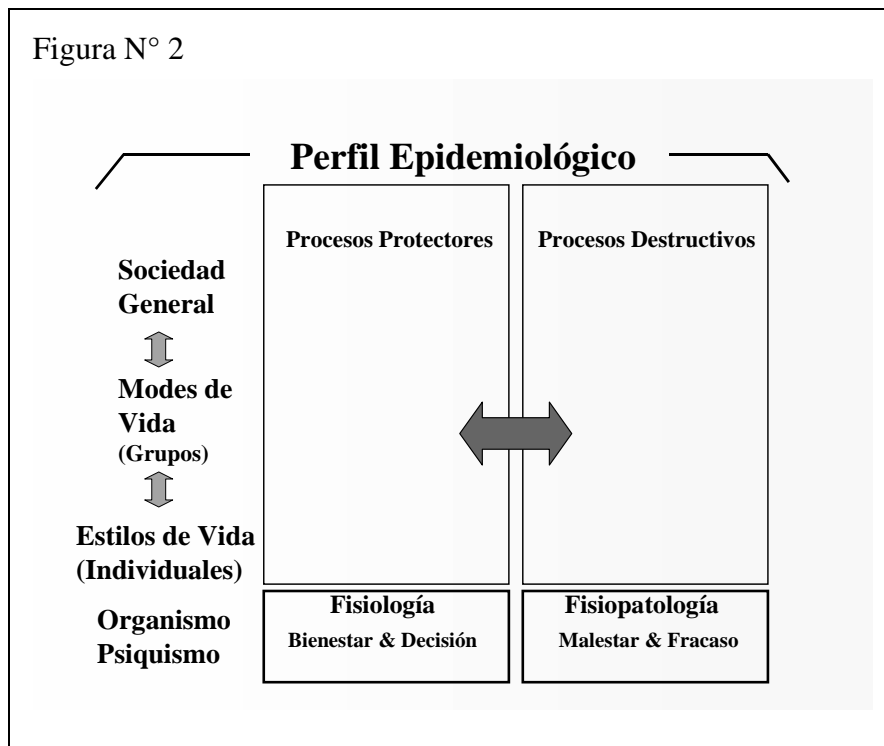 Figura N° 2
Perfil Epidemiológico
Procesos Protectores
Procesos Destructivos
Sociedad
General
Modes de
Vida
(Grupos)
Estilos de Vida
(Individuales)
Organismo
Psiquismo
Fisiología
Bienestar & Decisión
Fisiopatología
Malestar & Fracaso